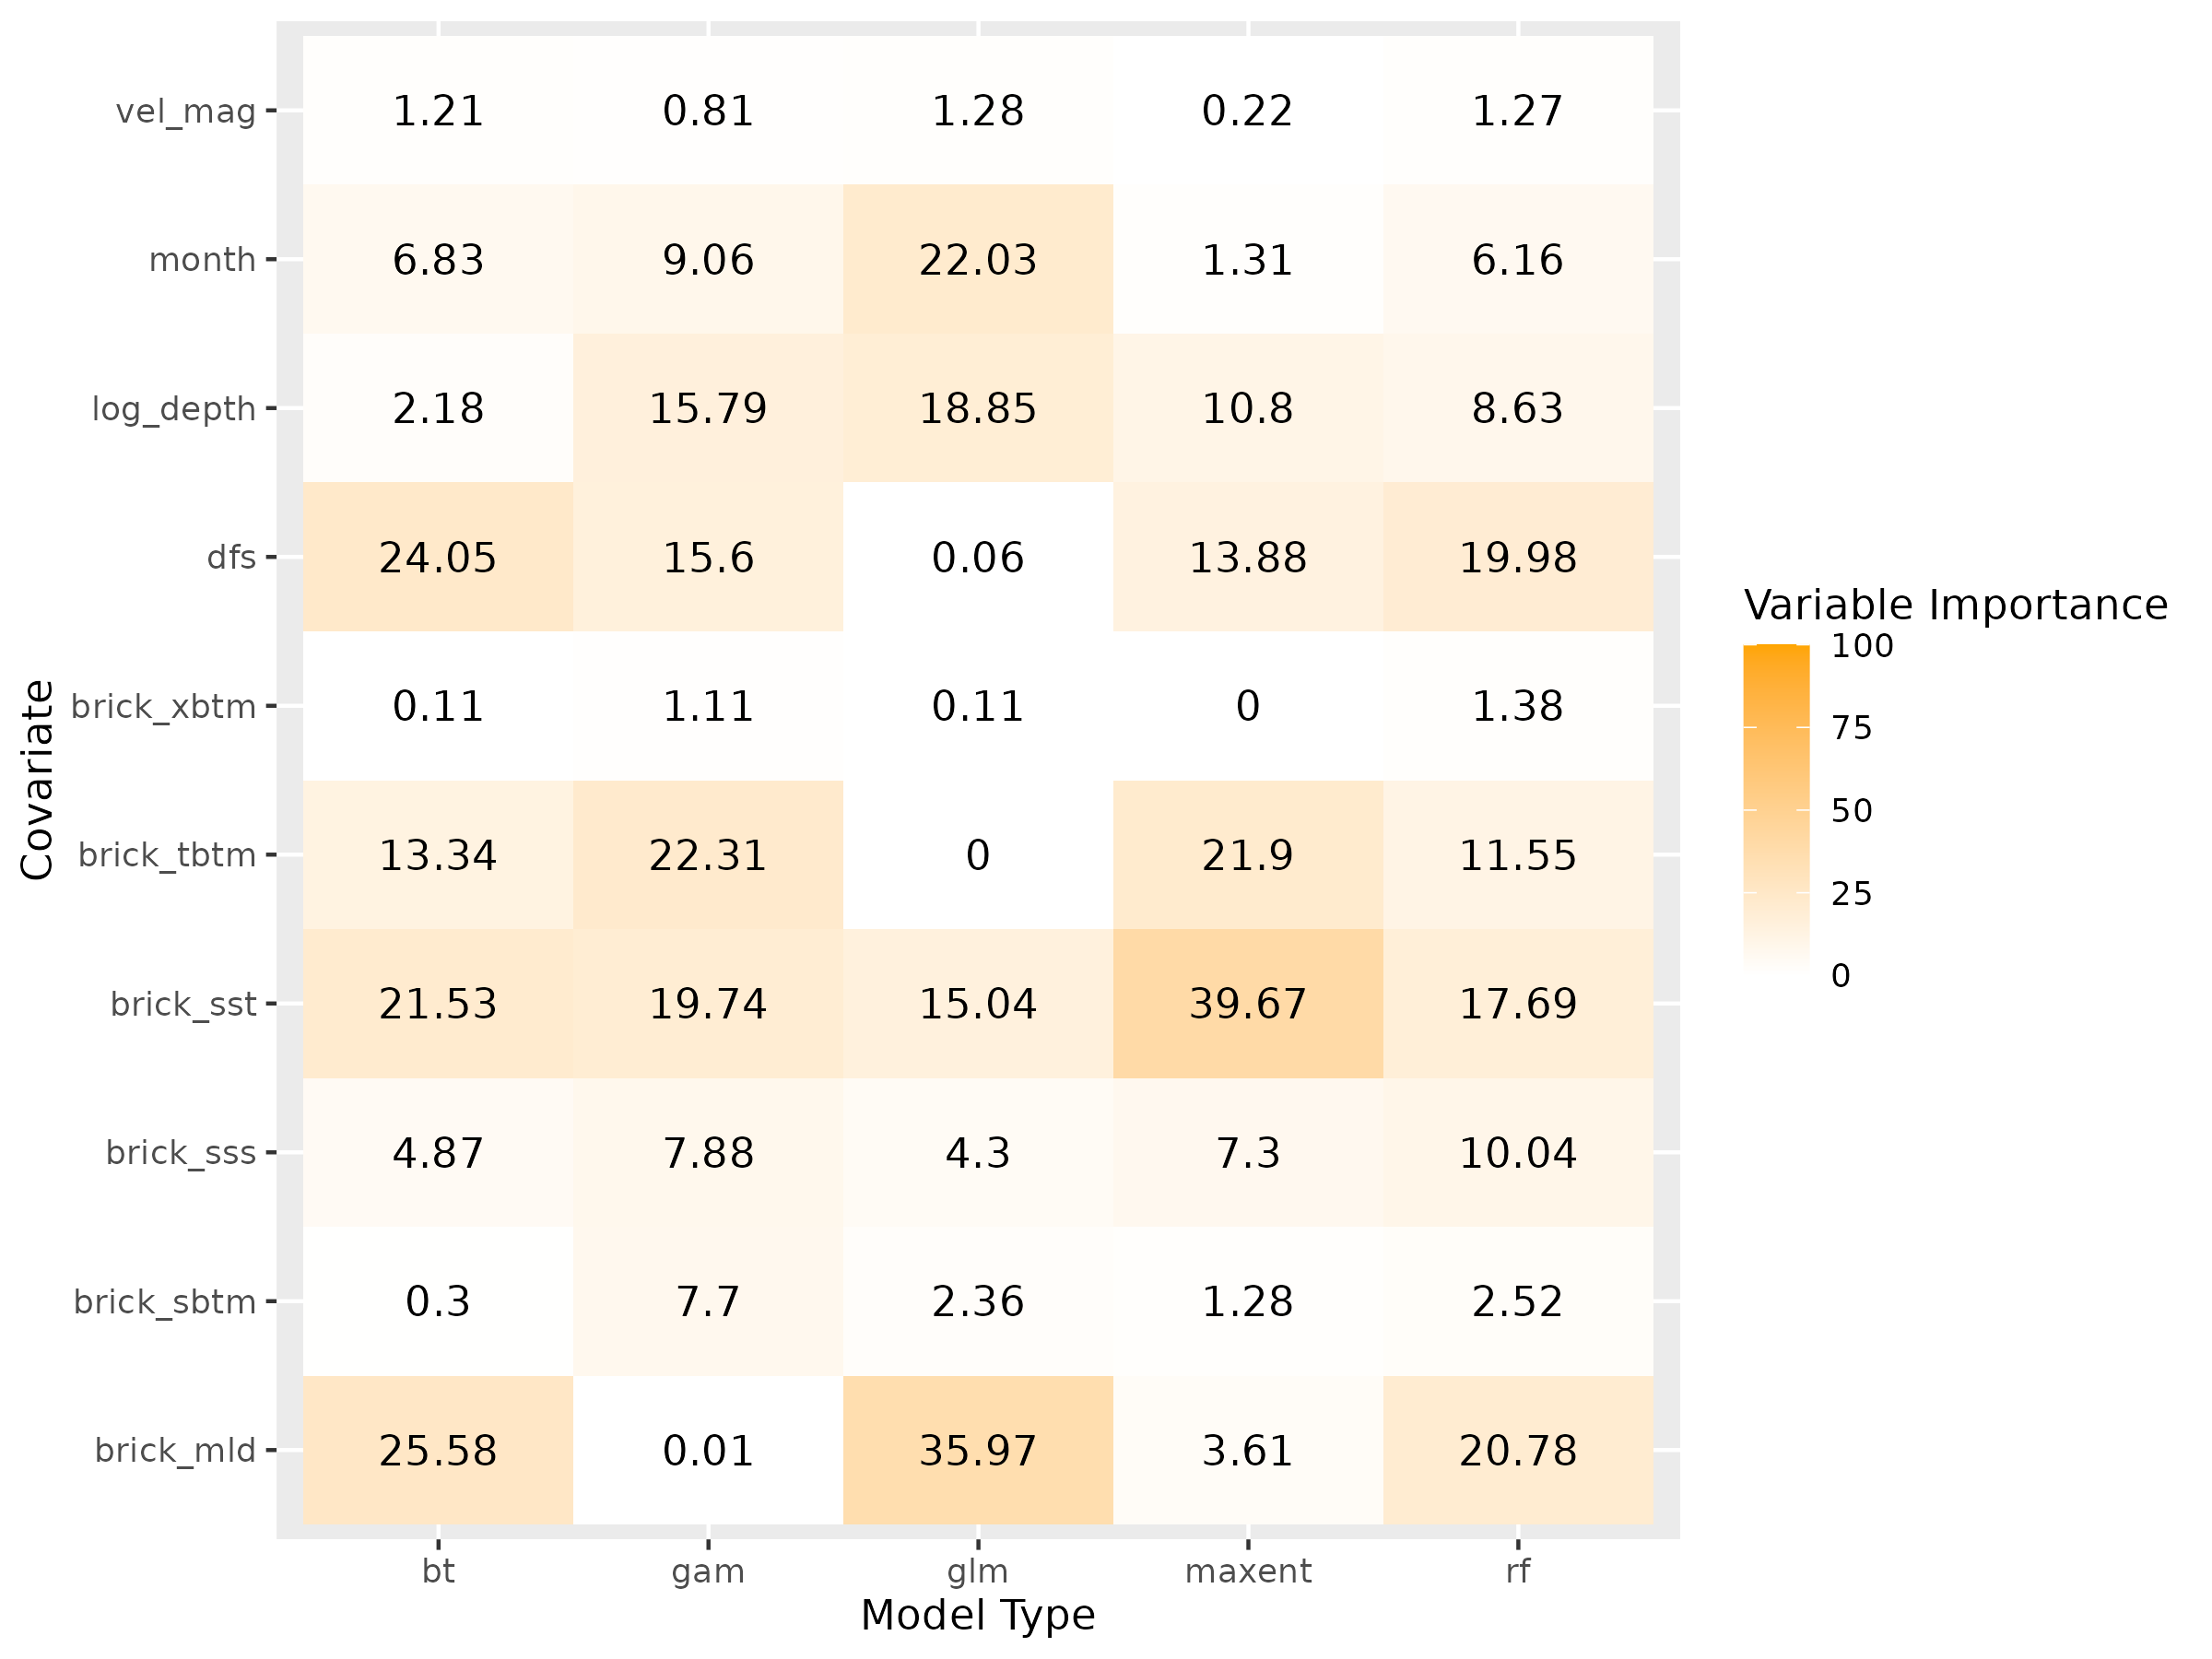 vel_mag 1.21 0.81 1.28 0.22 1.27
month 6.83 9.06 22.03 1.31 6.16
log_depth 2.18 15.79 18.85 10.8 8.63
dfs 24.05 15.6 0.06 13.88 19.98
brick_xbtm 0.11 1.11 0.11 0 1.38
brick_tbtm 13.34 22.31 0 21.9 11.55
brick_sst 21.53 19.74 15.04 39.67 17.69
brick_sss 4.87 7.88 4.3 7.3 10.04
brick_sbtm 0.3 7.7 2.36 1.28 2.52
brick_mld 25.58 0.01 35.97 3.61 20.78
bt gam glm maxent rf
Model Type
Covariate
Variable Importance
100
75
50
25
0